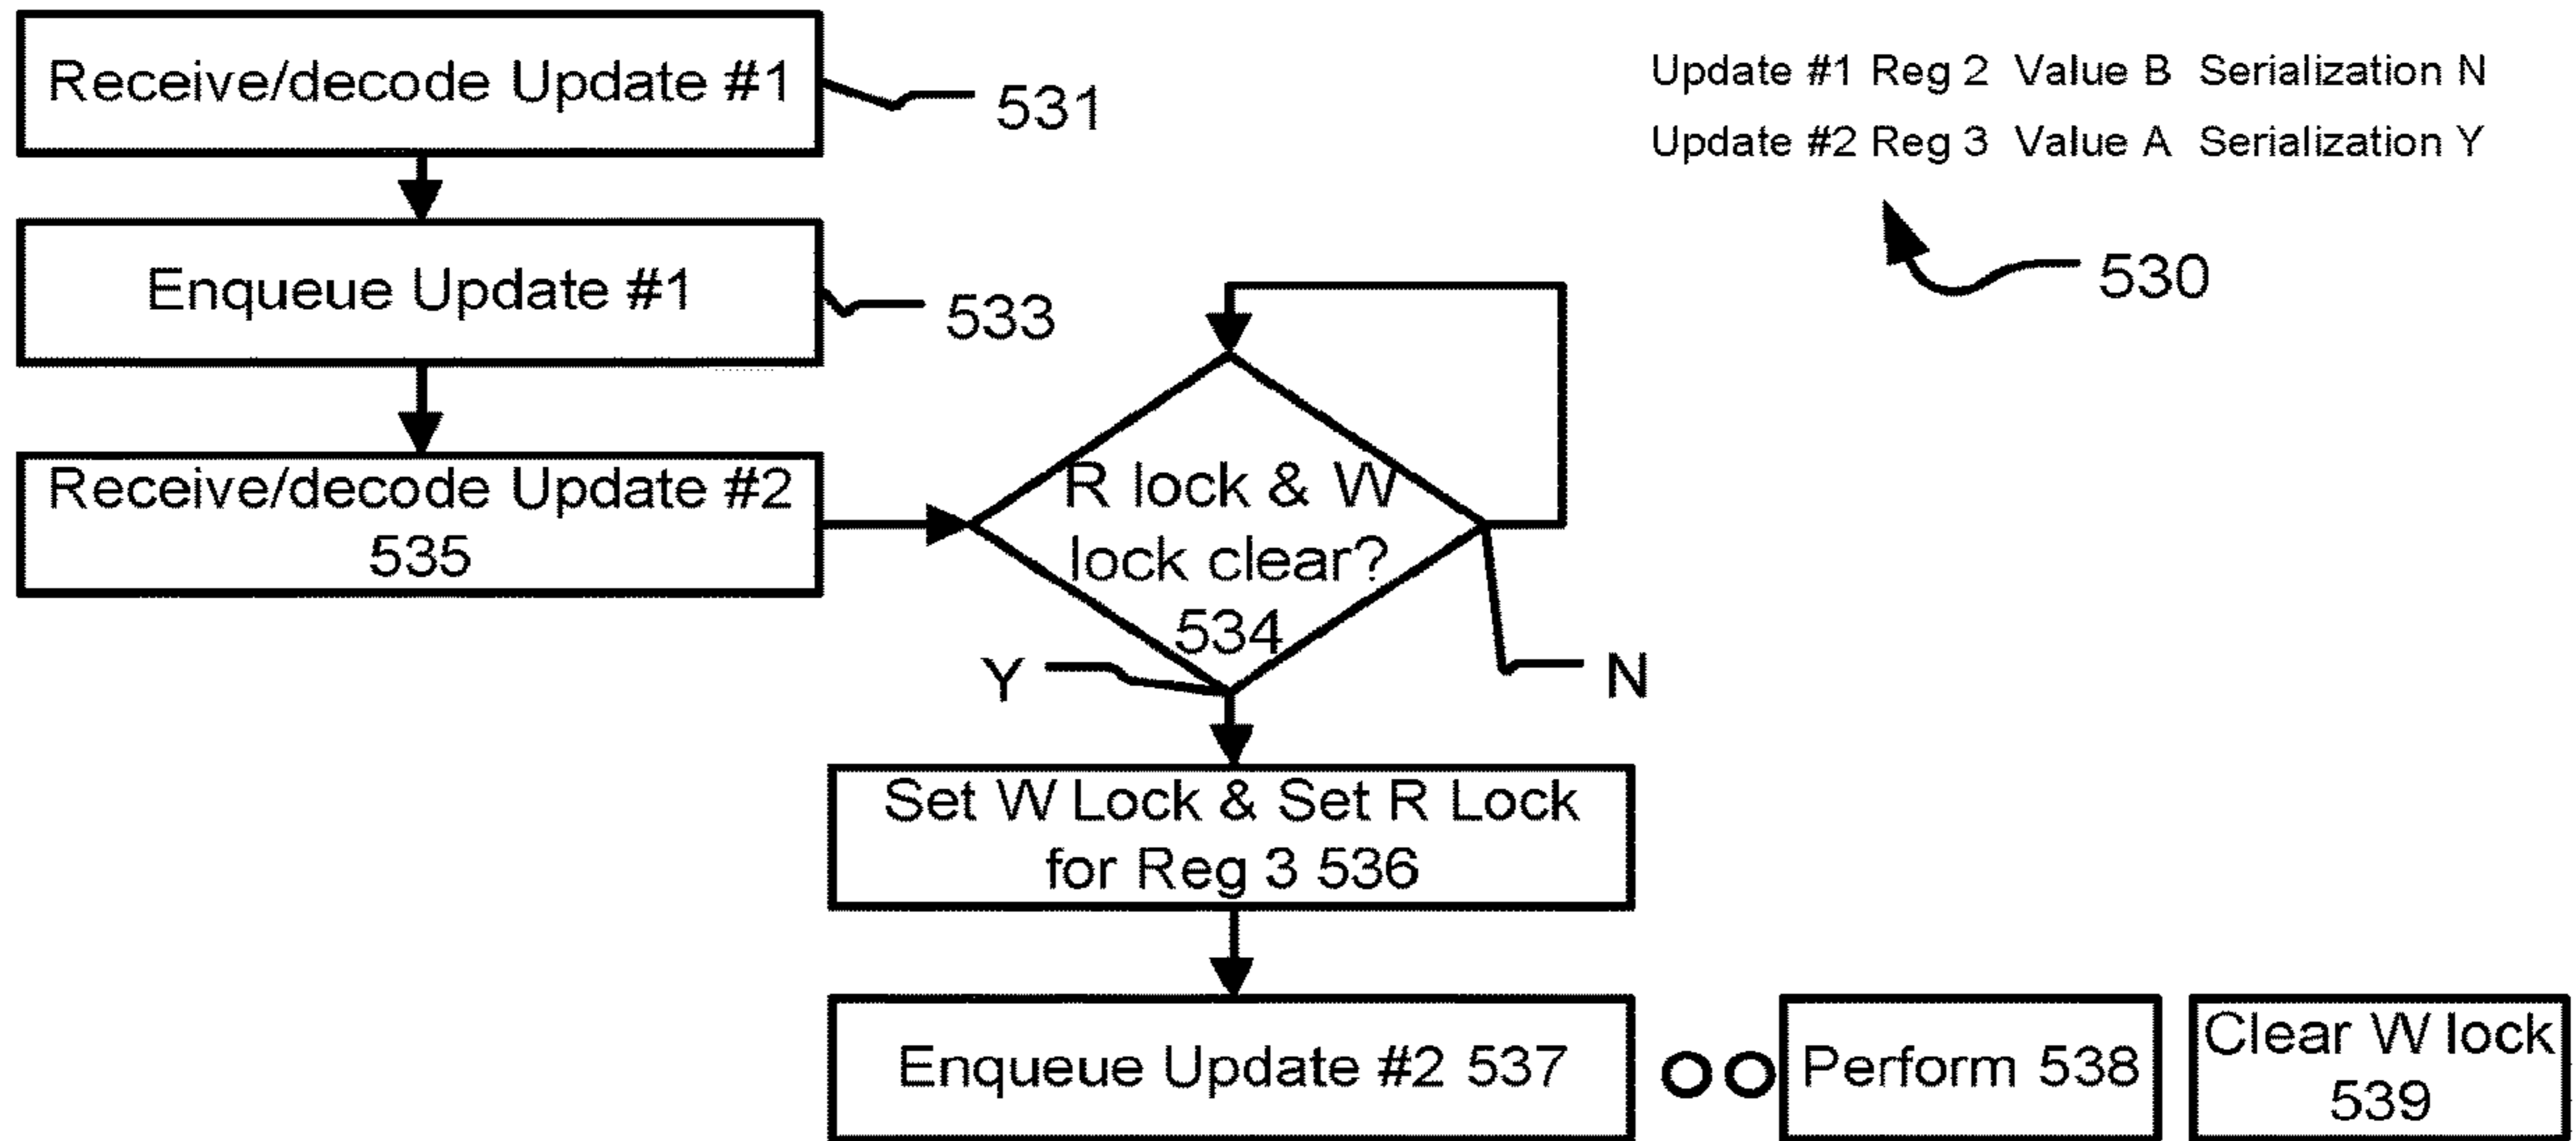 Receive/decode Update #1
531
Update #1 Reg 2 Value B Serialization N
Update #2 Reg 3 Value A Serialization Y
530
Enqueue Update #1
533
Receive/decode Update #2
535
R lock & W
lock clear?
534
Y
N
Set W Lock & Set R Lock
for Reg 3 536
Enqueue Update #2 537
Perform 538
Clear W lock
539